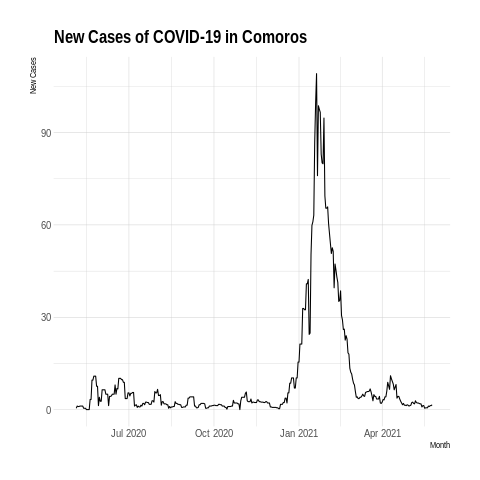 New Cases of COVID-19 in Comoros
New Cases
90
60
30
0
Jul 2020 Oct 2020 Jan 2021 Apr 2021
Month